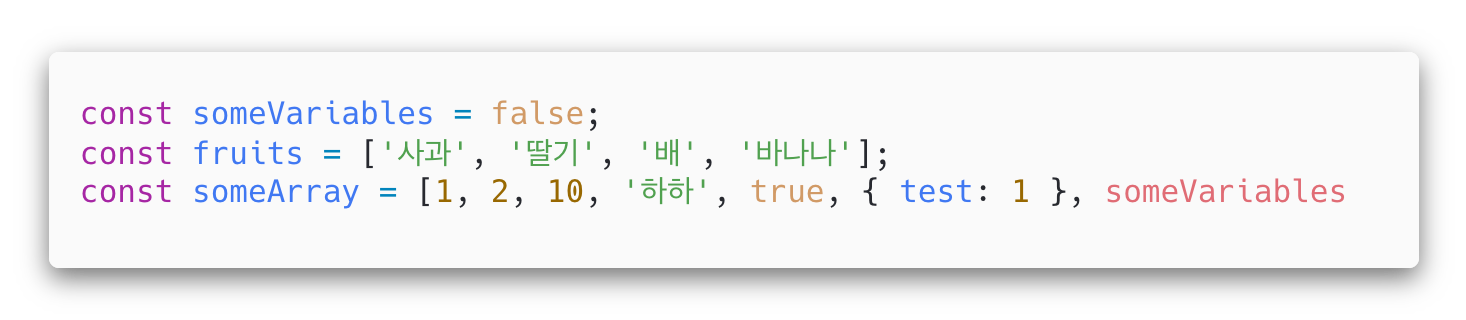 const someVariables = false;
const fruits = ['사과', '딸기', '배', '바나나'];
const someArray = [1, 2, 10, '하하', true, { test: 1 }, someVariables